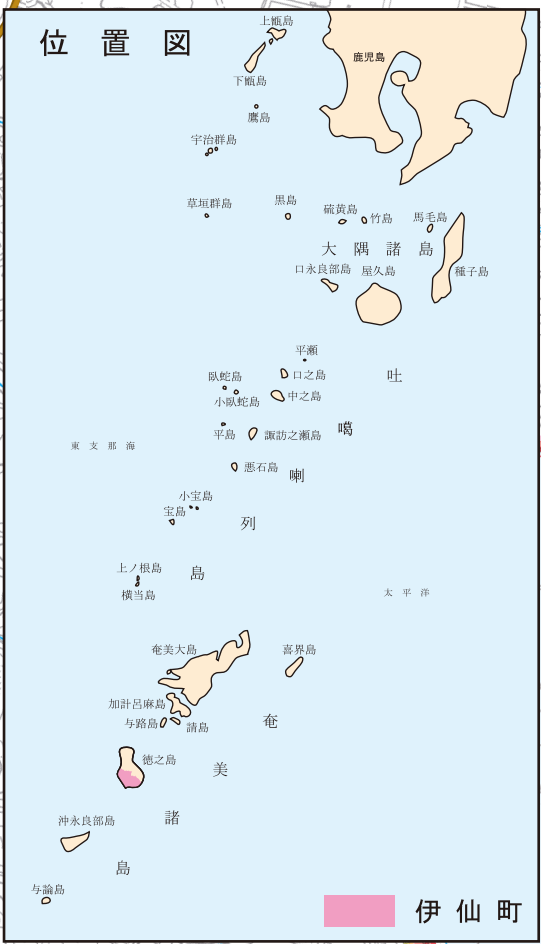 位置図
上甑島
鹿児島
下甑島
鷹島
宇治群島
草垣群島
黒島
硫黄島
竹島
馬毛島
大隅諸島
口永良部島
屋久島
種子島
平瀬
口之島
臥蛇島
小臥蛇島
中之島
吐噶喇列島
平島
諏訪之瀬島
東支那海
悪石島
小宝島
宝島
上ノ根島
横当島
太平洋
奄美大島
喜界島
加計呂麻島
与路島
請島
奄美諸島
徳之島
沖永良部島
与論島
伊仙町